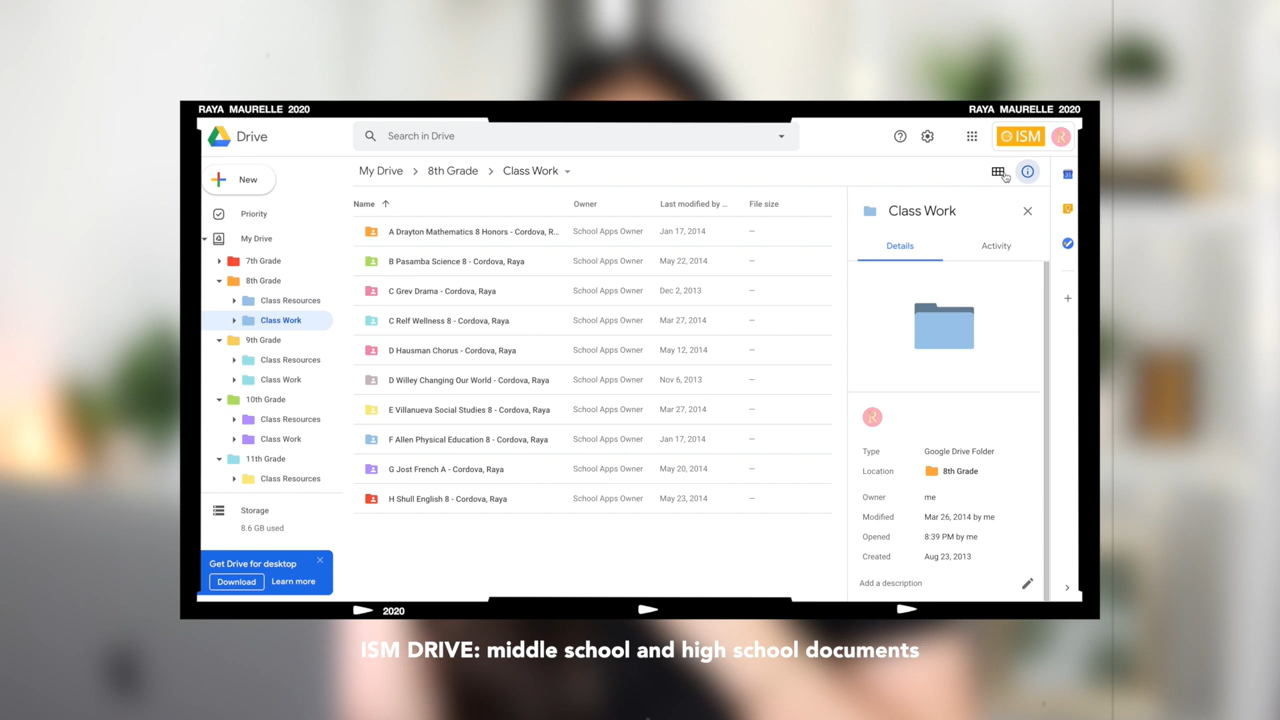 RAYA MAURELLE 2020
RAYA MAURELLE 2020
Drive
Search in Drive
ISM
R
New
My Drive > 8th Grade > Class Work
Priority
My Drive
7th Grade
8th Grade
Class Resources
Class Work
9th Grade
Class Resources
Class Work
10th Grade
Class Resources
Class Work
11th Grade
Class Resources
Storage
8.6 GB used
Get Drive for desktop
Download
Learn more
Name Owner Last modified by ... File size
A Drayton Mathematics 8 Honors - Cordova, R... School Apps Owner Jan 17, 2014 —
B Pasamba Science 8 - Cordova, Raya School Apps Owner May 22, 2014 —
C Grev Drama - Cordova, Raya School Apps Owner Dec 2, 2013 —
C Relf Wellness 8 - Cordova, Raya School Apps Owner Mar 27, 2014 —
D Hausman Chorus - Cordova, Raya School Apps Owner May 12, 2014 —
D Willey Changing Our World - Cordova, Raya School Apps Owner Nov 6, 2013 —
E Villanueva Social Studies 8 - Cordova, Raya School Apps Owner Mar 27, 2014 —
F Allen Physical Education 8 - Cordova, Raya School Apps Owner Jan 17, 2014 —
G Jost French A - Cordova, Raya School Apps Owner May 20, 2014 —
H Shull English 8 - Cordova, Raya School Apps Owner May 23, 2014 —
Class Work
Details Activity
R
Type Google Drive Folder
Location 8th Grade
Owner me
Modified Mar 26, 2014 by me
Opened 8:39 PM by me
Created Aug 23, 2013
Add a description
31
2020
ISM DRIVE: middle school and high school documents